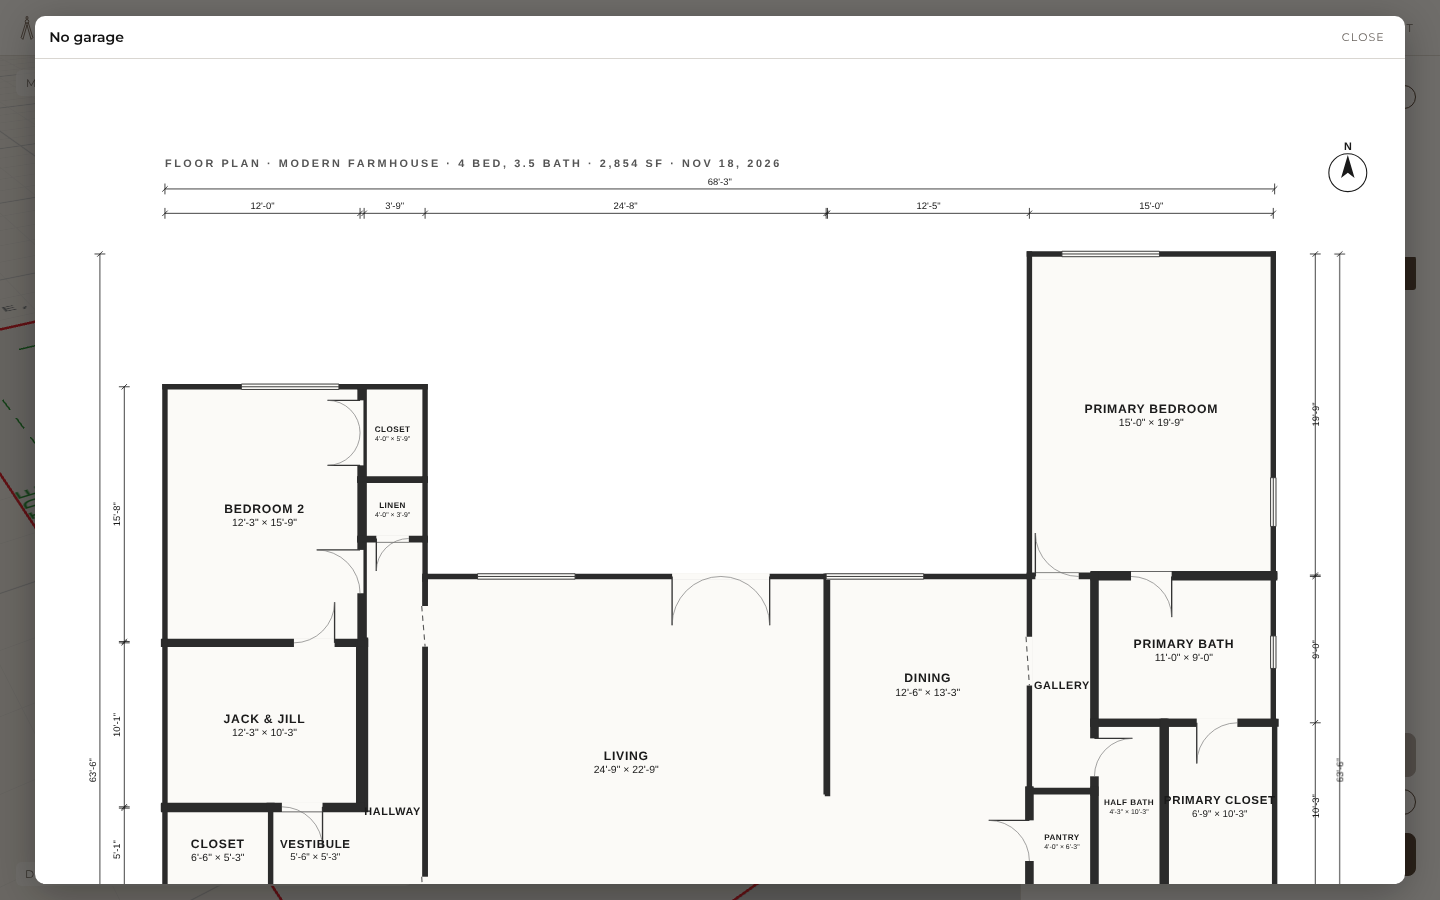 No garage
CLOSE
FLOOR PLAN · MODERN FARMHOUSE · 4 BED, 3.5 BATH · 2,854 SF · NOV 18, 2026
N
68'-3"
12'-0"
3'-9"
24'-8"
12'-5"
15'-0"
PRIMARY BEDROOM
15'-0" × 19'-9"
19'-9"
CLOSET
4'-0" × 5'-9"
BEDROOM 2
12'-3" × 15'-9"
LINEN
4'-0" × 3'-9"
15'-8"
PRIMARY BATH
11'-0" × 9'-0"
9'-0"
DINING
12'-6" × 13'-3"
GALLERY
JACK & JILL
12'-3" × 10'-3"
10'-1"
LIVING
24'-9" × 22'-9"
63'-6"
63'-6"
HALLWAY
HALF BATH
4'-3" × 10'-3"
PRIMARY CLOSET
6'-9" × 10'-3"
10'-3"
PANTRY
4'-0" × 6'-3"
CLOSET
6'-6" × 5'-3"
VESTIBULE
5'-6" × 5'-3"
5'-1"